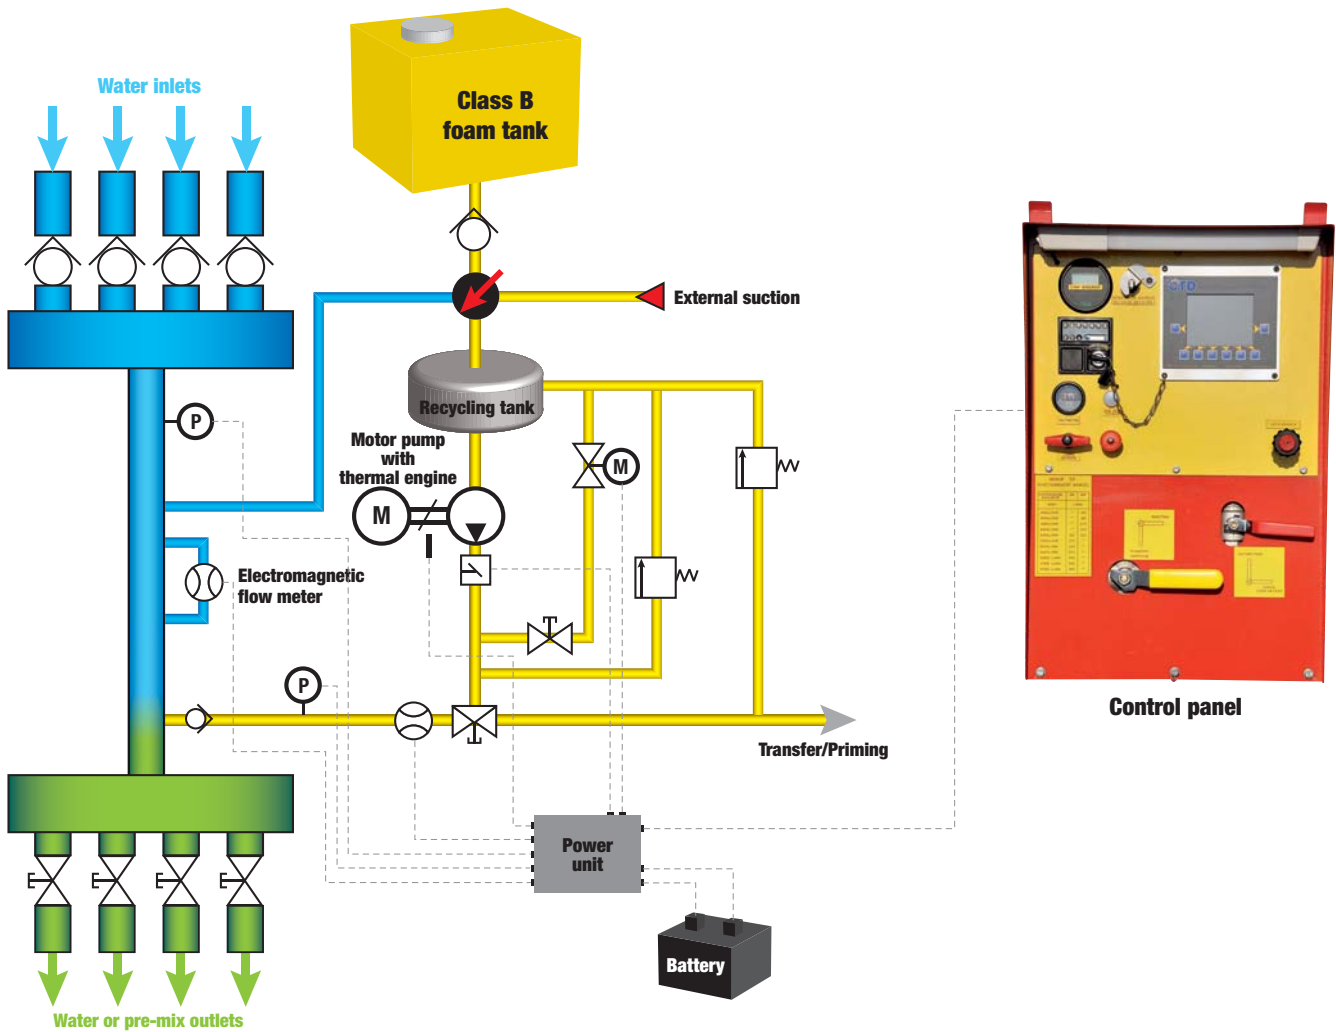 Water inlets
Class B
foam tank
External suction
Recycling tank
Motor pump
with
thermal engine
P
M
M
Electromagnetic
flow meter
P
Transfer/Priming
Power
unit
Battery
Water or pre-mix outlets
Control panel